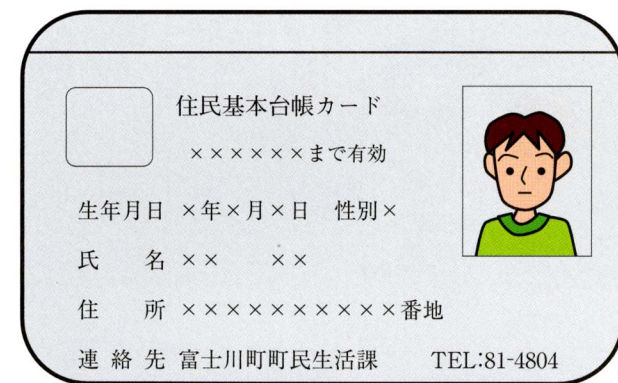 住民基本台帳カード
××××××まで有効
生年月日 ×年×月×日 性別×
氏 名 ×× ××
住 所 ××××××××××番地
連絡先 富士川町町民生活課 TEL:81-4804